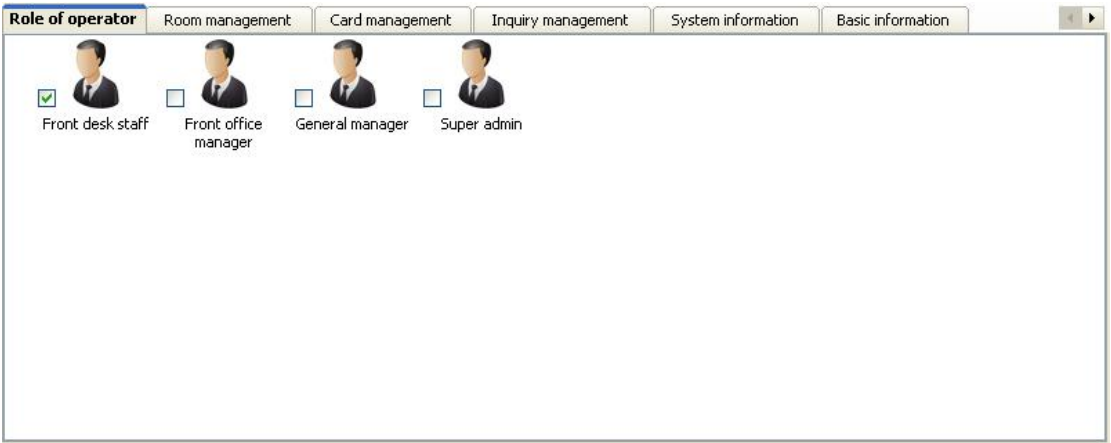 Role of operator Room management Card management Inquiry management System information Basic information
Front desk staff Front office manager General manager Super admin